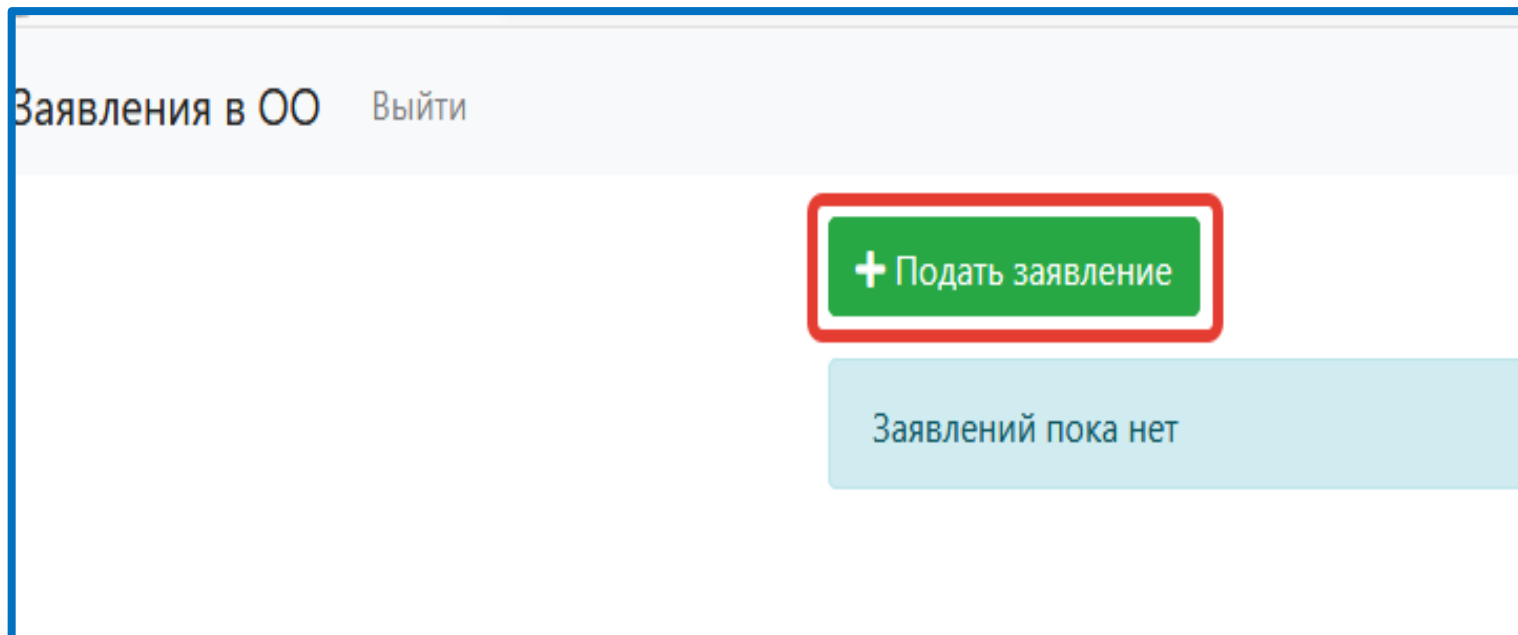 Заявления в ОО Выйти
+ Подать заявление
Заявлений пока нет